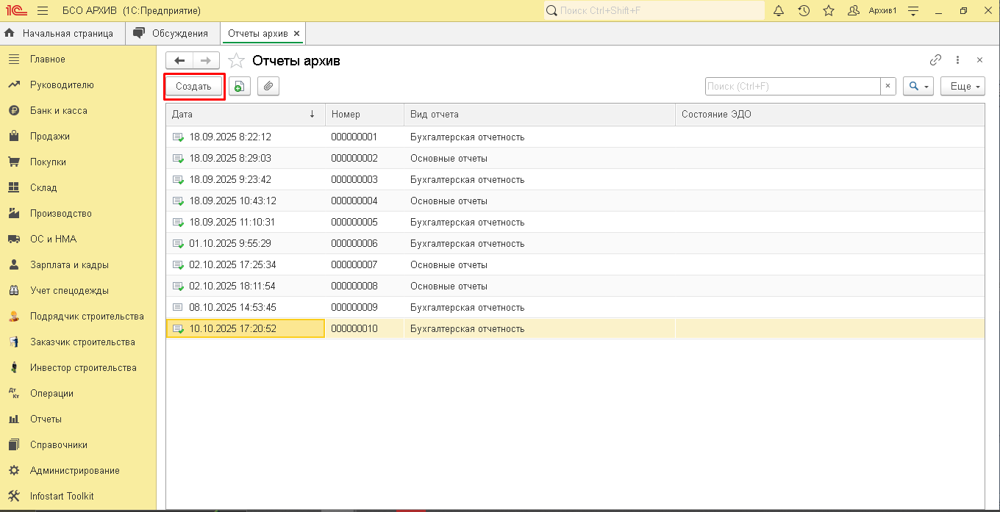 1С БСО АРХИВ (1С:Предприятие) Поиск Ctrl+Shift+F Архив1
Начальная страница Обсуждения Отчеты архив ×
Главное
Руководителю
Банк и касса
Продажи
Покупки
Склад
Производство
ОС и НМА
Зарплата и кадры
Учет спецодежды
Подрядчик строительства
Заказчик строительства
Инвестор строительства
Дт Кт Операции
Отчеты
Справочники
Администрирование
Infostart Toolkit
Отчеты архив
Создать Поиск (Ctrl+F) × Еще
Дата ↓ Номер Вид отчета Состояние ЭДО
18.09.2025 8:22:12 000000001 Бухгалтерская отчетность
18.09.2025 8:29:03 000000002 Основные отчеты
18.09.2025 9:23:42 000000003 Бухгалтерская отчетность
18.09.2025 10:43:12 000000004 Основные отчеты
18.09.2025 11:10:31 000000005 Бухгалтерская отчетность
01.10.2025 9:55:29 000000006 Бухгалтерская отчетность
02.10.2025 17:25:34 000000007 Основные отчеты
02.10.2025 18:11:54 000000008 Основные отчеты
08.10.2025 14:53:45 000000009 Бухгалтерская отчетность
10.10.2025 17:20:52 000000010 Бухгалтерская отчетность